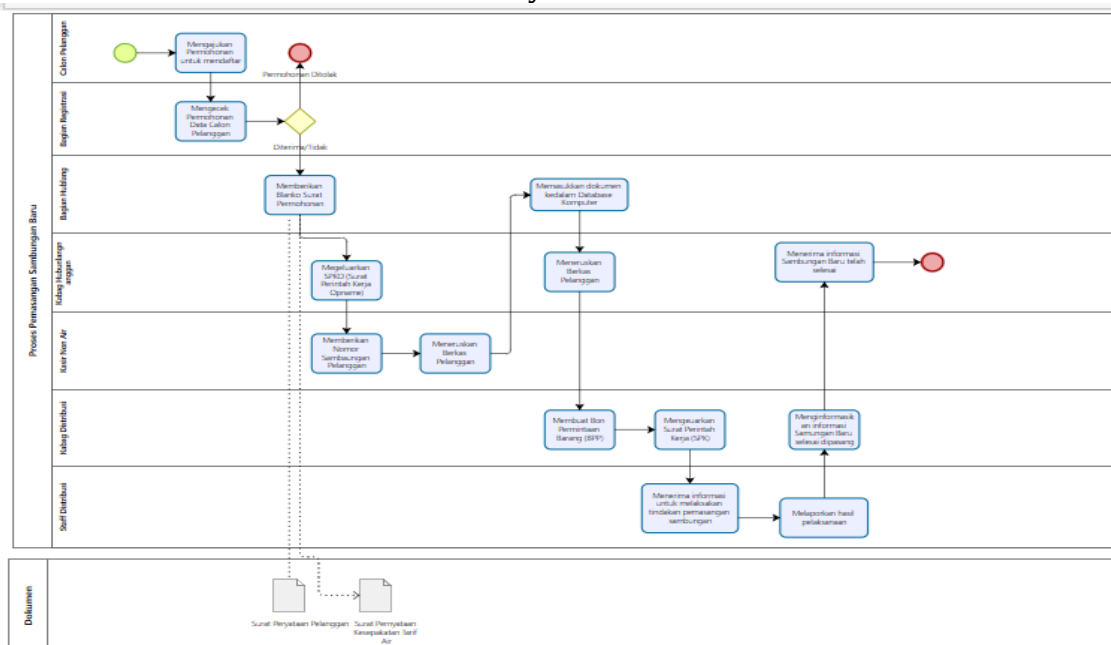 Proses Pemasangan Sambungan Baru
Calon Pelanggan
Mengajukan
Permohonan
untuk mendaftar
Permohonan Ditolak
Bagian Registrasi
Mengecek
Permohonan
Data Calon
Pelanggan
Diterima/Tidak
Bagian Hublang
Memberikan
Blanko Surat
Permohonan
Memasukkan dokumen
kedalam Database
Komputer
Kabag Hubunlangn
anggan
Megeluarkan
SPKO (Surat
Perintah Kerja
Opname)
Meneruskan
Berkas
Pelanggan
Menerima informasi
Sambungan Baru telah
selesai
Kasir Non Air
Memberikan
Nomor
Sambaungan
Pelanggan
Meneruskan
Berkas
Pelanggan
Kabag Distribusi
Membuat Bon
Permintaan
Barang (BPP)
Mengeuarkan
Surat Perintah
Kerja (SPK)
Menginformasik
an informasi
Samungan Baru
selesai dipasang
Staff Distribusi
Menerima informasi
untuk melaksakan
tindakan pemasangan
sambungan
Melaporkan hasil
pelaksanaan
Dokumen
Surat Peryataan Pelanggan
Surat Pernyataan
Kesepakatan Tarif
Air